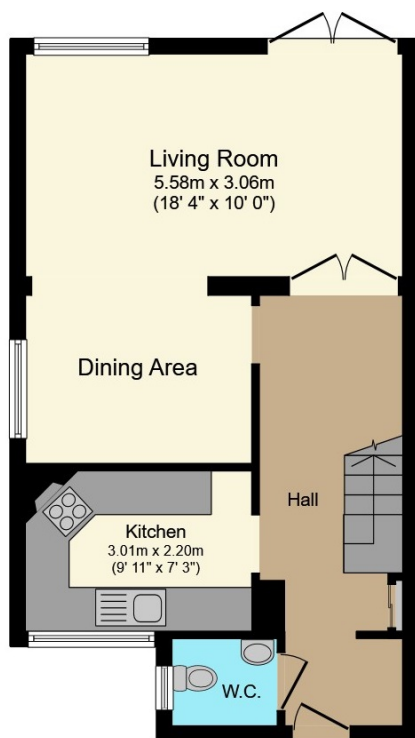 Living Room
5.58m x 3.06m
(18' 4" x 10' 0")
Dining Area
Hall
Kitchen
3.01m x 2.20m
(9' 11" x 7' 3")
W.C.